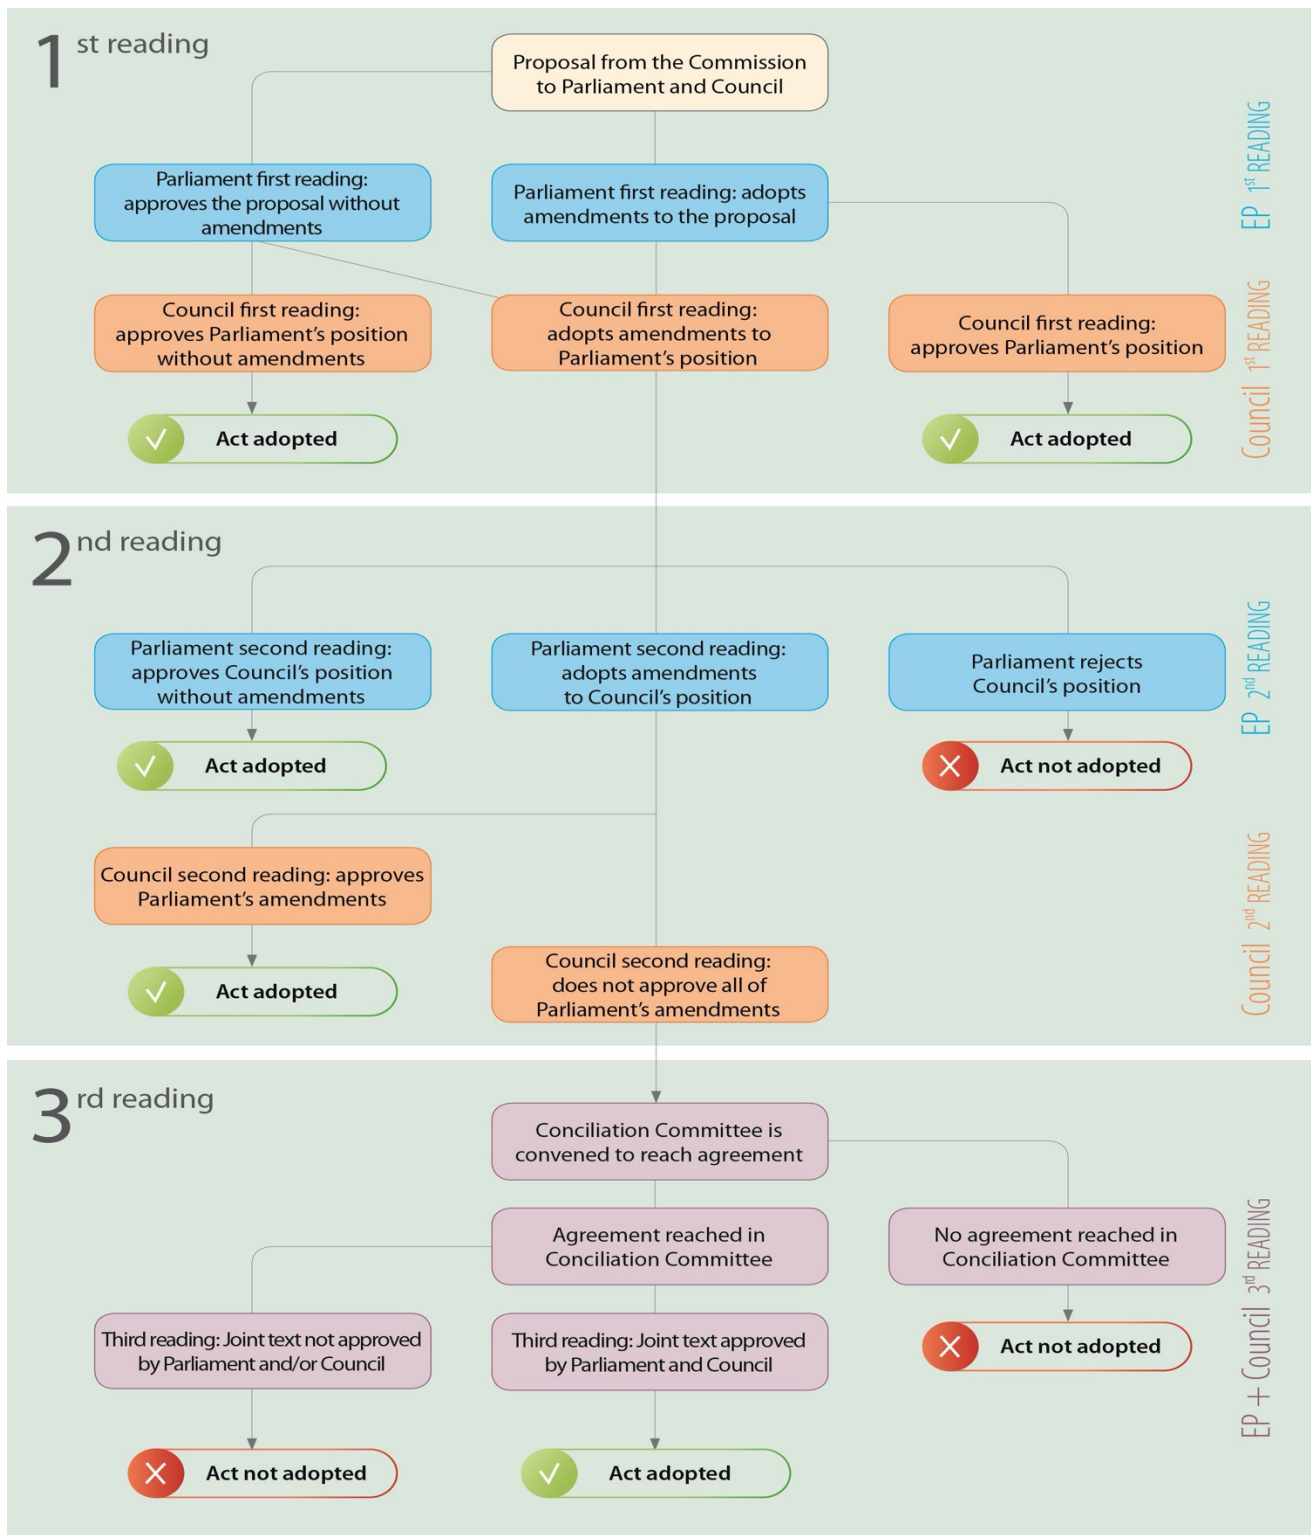 1st reading
Proposal from the Commission
to Parliament and Council
Parliament first reading:
approves the proposal without
amendments
Parliament first reading: adopts
amendments to the proposal
EP 1st READING
Council first reading:
approves Parliament's position
without amendments
Council first reading:
adopts amendments to
Parliament's position
Council first reading:
approves Parliament's position
Council 1st READING
Act adopted
Act adopted
2nd reading
Parliament second reading:
approves Council's position
without amendments
Parliament second reading:
adopts amendments
to Council's position
Parliament rejects
Council's position
EP 2nd READING
Act adopted
Act not adopted
Council second reading: approves
Parliament's amendments
Council 2nd READING
Act adopted
Council second reading:
does not approve all of
Parliament's amendments
3rd reading
Conciliation Committee is
convened to reach agreement
Agreement reached in
Conciliation Committee
No agreement reached in
Conciliation Committee
EP + Council 3rd READING
Third reading: Joint text not approved
by Parliament and/or Council
Third reading: Joint text approved
by Parliament and Council
Act not adopted
Act not adopted
Act adopted